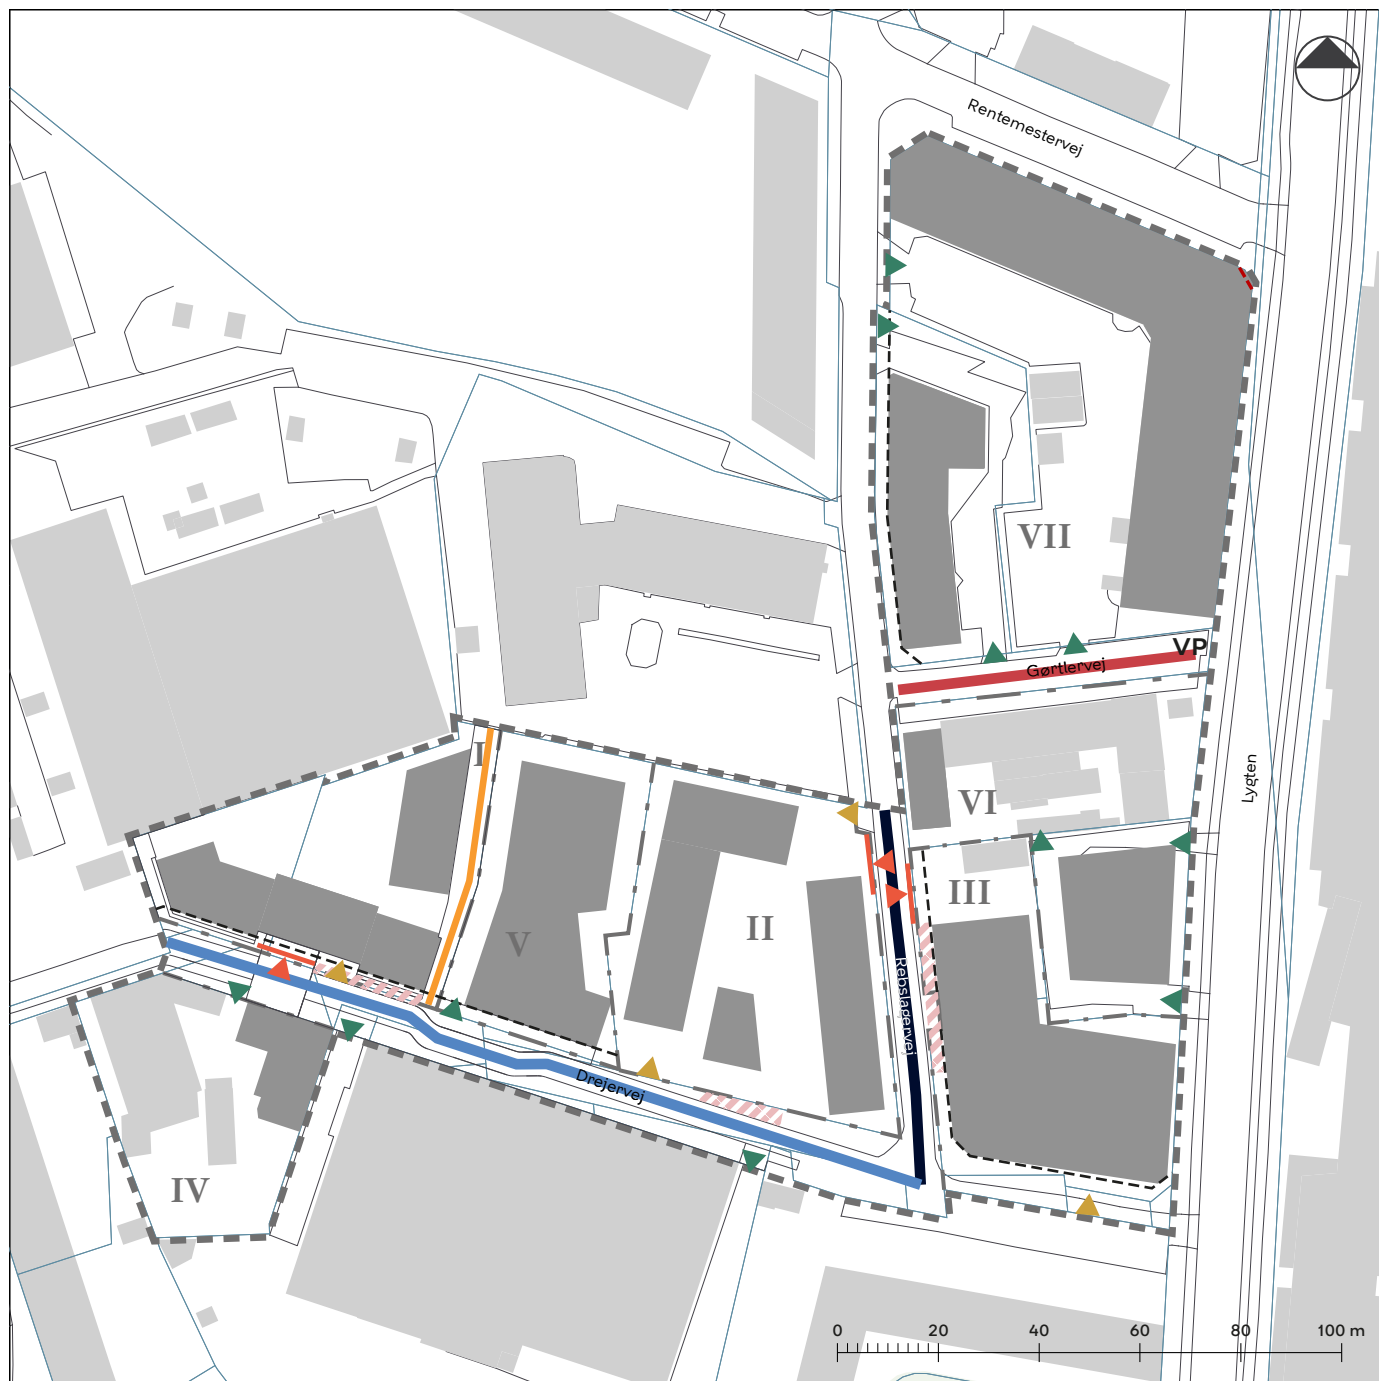 Rentemestervej
VII
VP
Gørtlervej
I
VI
Lygten
III
II
V
Rebslagervej
Drejervej
IV
0 20 40 60 80 100 m